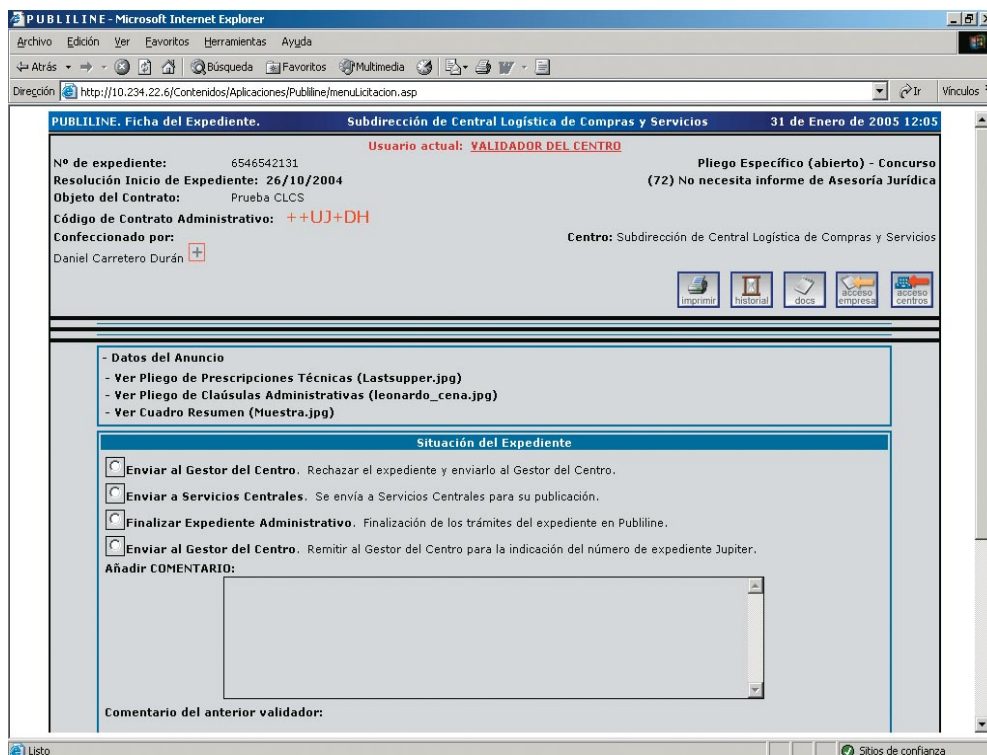 PUBLILINE - Microsoft Internet Explorer
Archivo Edición Ver Favoritos Herramientas Ayuda
Atrás Búsqueda Favoritos Multimedia
Dirección http://10.234.22.6/Contenidos/Aplicaciones/Publiline/menuLicitacion.asp Ir Vínculos
PUBLILINE. Ficha del Expediente. Subdirección de Central Logística de Compras y Servicios 31 de Enero de 2005 12:05
Usuario actual: VALIDADOR DEL CENTRO
Nº de expediente: 6546542131 Pliego Específico (abierto) - Concurso
Resolución Inicio de Expediente: 26/10/2004 (72) No necesita informe de Asesoría Jurídica
Objeto del Contrato: Prueba CLCS
Código de Contrato Administrativo: ++UJ+DH
Confeccionado por: Centro: Subdirección de Central Logística de Compras y Servicios
Daniel Carretero Durán +
imprimir historial docs acceso empresa acceso centros
- Datos del Anuncio
- Ver Pliego de Prescripciones Técnicas (Lastsupper.jpg)
- Ver Pliego de Claúsulas Administrativas (leonardo_cena.jpg)
- Ver Cuadro Resumen (Muestra.jpg)
Situación del Expediente
Enviar al Gestor del Centro. Rechazar el expediente y enviarlo al Gestor del Centro.
Enviar a Servicios Centrales. Se envía a Servicios Centrales para su publicación.
Finalizar Expediente Administrativo. Finalización de los trámites del expediente en Publiline.
Enviar al Gestor del Centro. Remitir al Gestor del Centro para la indicación del número de expediente Jupiter.
Añadir COMENTARIO:
Comentario del anterior validador:
Listo Sitios de confianza